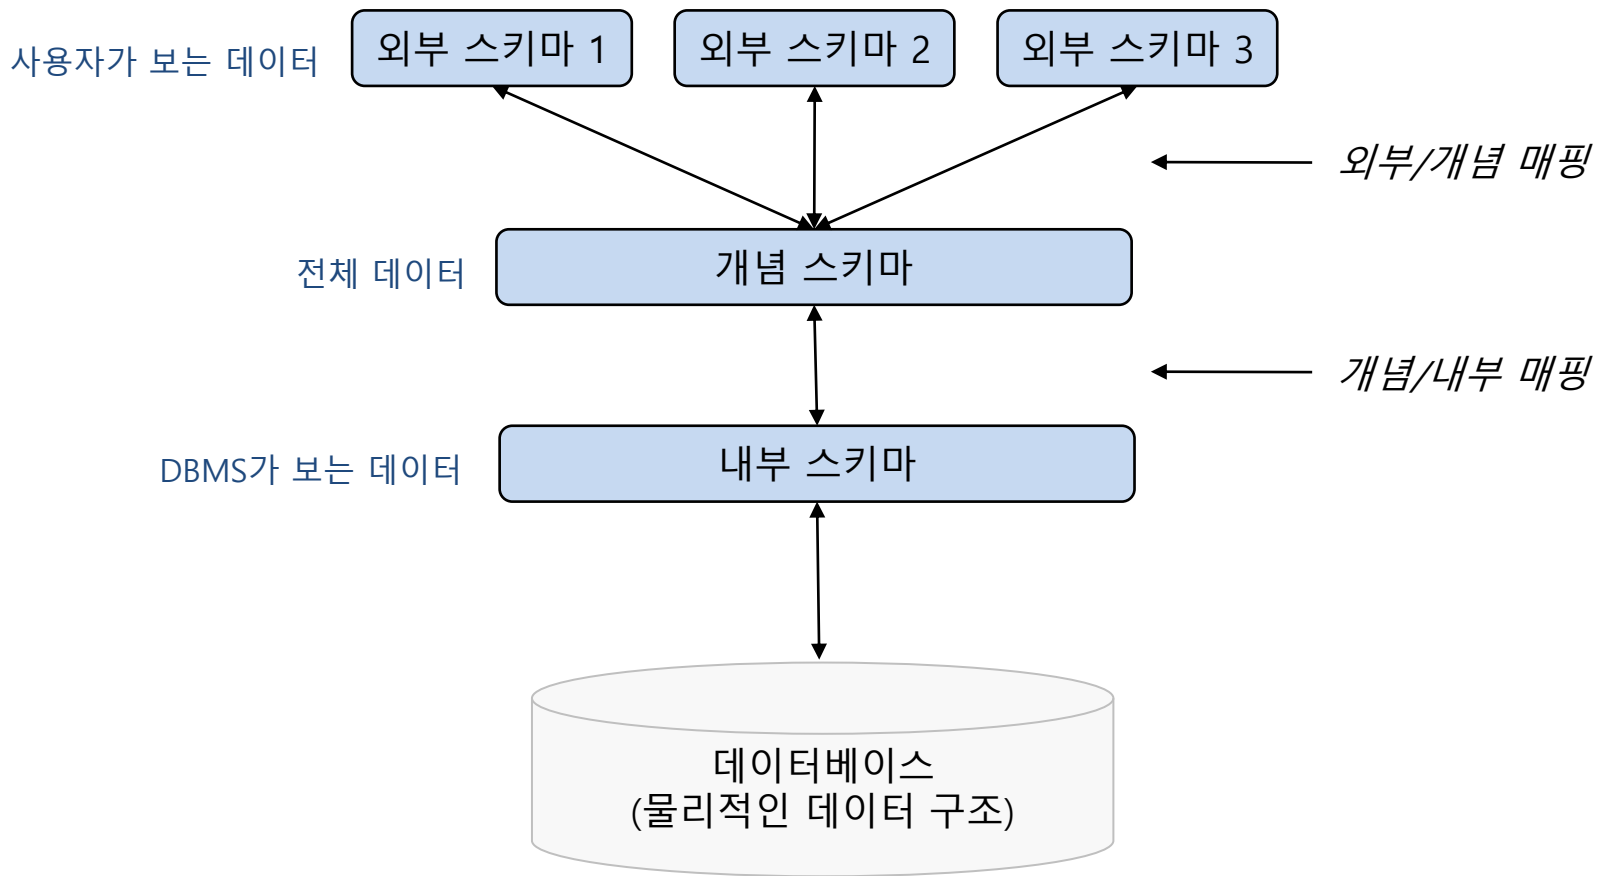 사용자가 보는 데이터
외부 스키마 1
외부 스키마 2
외부 스키마 3
외부/개념 매핑
전체 데이터
개념 스키마
개념/내부 매핑
DBMS가 보는 데이터
내부 스키마
데이터베이스
(물리적인 데이터 구조)